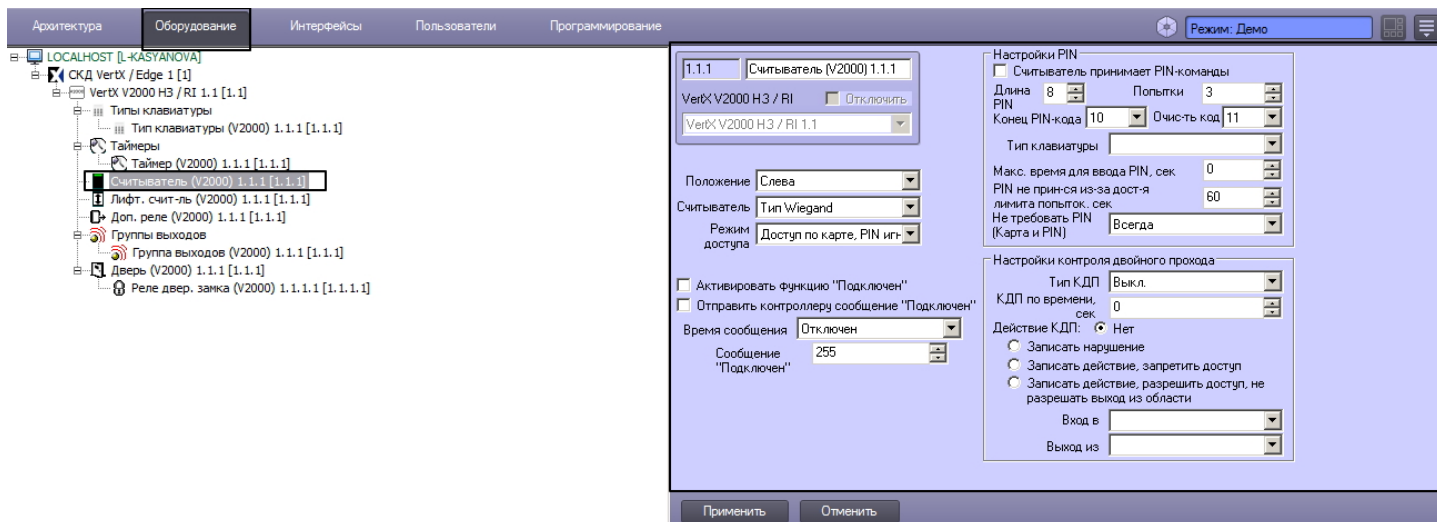 Архитектура Оборудование Интерфейсы Пользователи Программирование Режим: Демо
LOCALHOST [L-KASYANOVA]
СКД VertX / Edge 1 [1]
VertX V2000 НЗ / RI 1.1 [1.1]
Типы клавиатуры
Тип клавиатуры (V2000) 1.1.1 [1.1.1]
Таймеры
Таймер (V2000) 1.1.1 [1.1.1]
Считыватель (V2000) 1.1.1 [1.1.1]
Лифт. счит-ль (V2000) 1.1.1 [1.1.1]
Доп. реле (V2000) 1.1.1 [1.1.1]
Группы выходов
Группа выходов (V2000) 1.1.1 [1.1.1]
Дверь (V2000) 1.1.1 [1.1.1]
Реле двер. замка (V2000) 1.1.1.1 [1.1.1.1]
1.1.1 Считыватель (V2000) 1.1.1
VertX V2000 НЗ / RI Отключить
VertX V2000 НЗ / RI 1.1
Положение Слева
Считыватель Тип Wiegand
Режим
доступа Доступ по карте, PIN игн
Активировать функцию "Подключен"
Отправить контроллеру сообщение "Подключен"
Время сообщения Отключен
Сообщение 255
"Подключен"
Настройки PIN
Считыватель принимает PIN-команды
Длина 8 Попытки 3
PIN
Конец PIN-кода 10 Очис-ть код 11
Тип клавиатуры
Макс. время для ввода PIN, сек 0
PIN не прин-ся из-за дост-я
лимита попыток. сек 60
Не требовать PIN
(Карта и PIN) Всегда
Настройки контроля двойного прохода
Тип КДП Выкл.
КДП по времени,
сек 0
Действие КДП: Нет
Записать нарушение
Записать действие, запретить доступ
Записать действие, разрешить доступ, не
разрешать выход из области
Вход в
Выход из
Применить Отменить